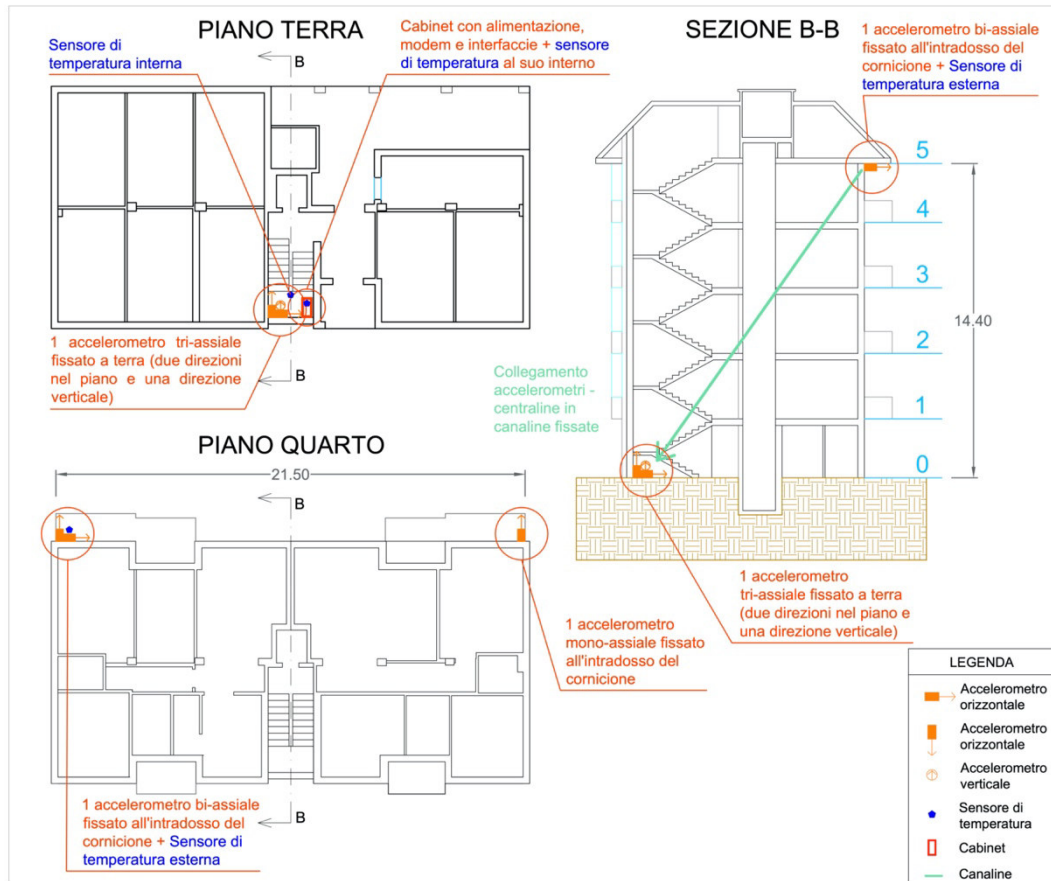 PIANO TERRA
Sensore di
temperatura interna
B
Cabinet con alimentazione,
modem e interfaccie + sensore
di temperatura al suo interno
1 accelerometro tri-assiale
fissato a terra (due direzioni
nel piano e una direzione
verticale)
B
SEZIONE B-B
1 accelerometro bi-assiale
fissato all'intradosso del
cornicione + Sensore di
temperatura esterna
5
4
3
2
1
0
14.40
Collegamento
accelerometri -
centraline in
canaline fissate
1 accelerometro
tri-assiale fissato a terra
(due direzioni nel piano e
una direzione verticale)
PIANO QUARTO
21.50
B
1 accelerometro
mono-assiale fissato
all'intradosso del
cornicione
1 accelerometro bi-assiale
fissato all'intradosso del
cornicione + Sensore di
temperatura esterna
B
LEGENDA
Accelerometro
orizzontale
Accelerometro
orizzontale
Accelerometro
verticale
Sensore di
temperatura
Cabinet
Canaline